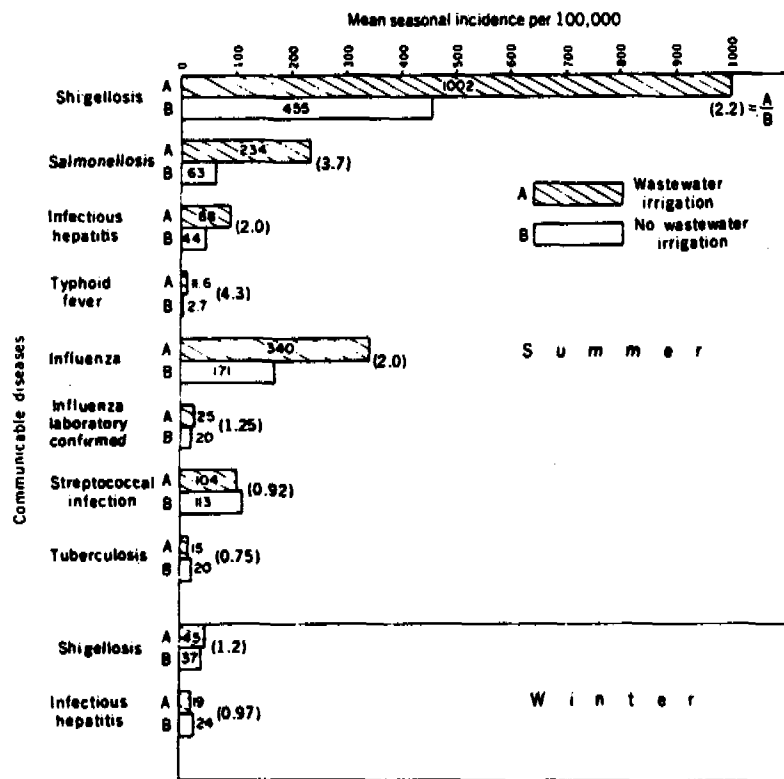 Mean seasonal incidence per 100,000
0 100 200 300 400 500 600 700 800 900 1000
Communicable diseases
Shigellosis
A 1002
B 455
(2.2) = A/B
Salmonellosis
A 234
B 63
(3.7)
A Wastewater
irrigation
B No wastewater
irrigation
Infectious
hepatitis
A 88
B 44
(2.0)
Typhoid
fever
A 11.6
B 2.7
(4.3)
Influenza
A 340
B 171
(2.0)
Summer
Influenza
laboratory
confirmed
A 25
B 20
(1.25)
Streptococcal
infection
A 104
B 113
(0.92)
Tuberculosis
A 15
B 20
(0.75)
Shigellosis
A 45
B 37
(1.2)
Infectious
hepatitis
A 19
B 24
(0.97)
Winter